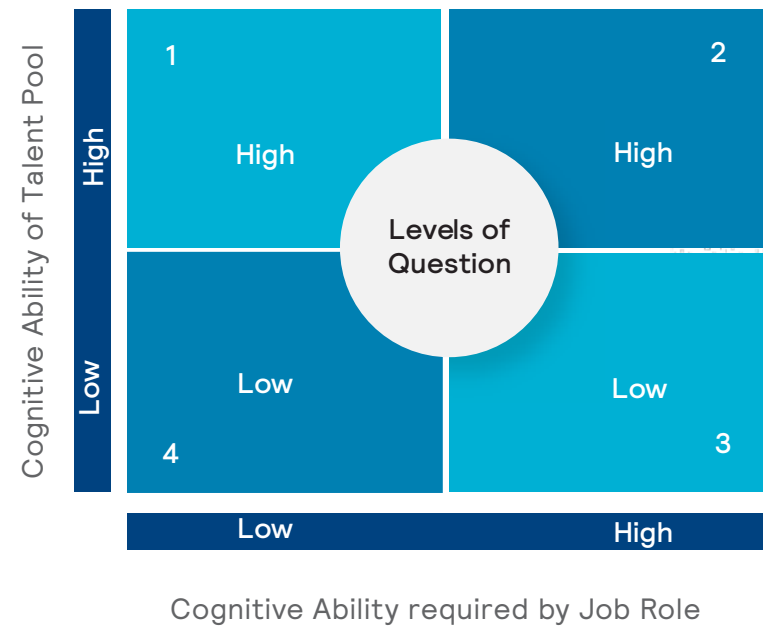 Cognitive Ability of Talent Pool
High
Low
1
High
2
High
Levels of
Question
Low
4
Low
3
Low
High
Cognitive Ability required by Job Role